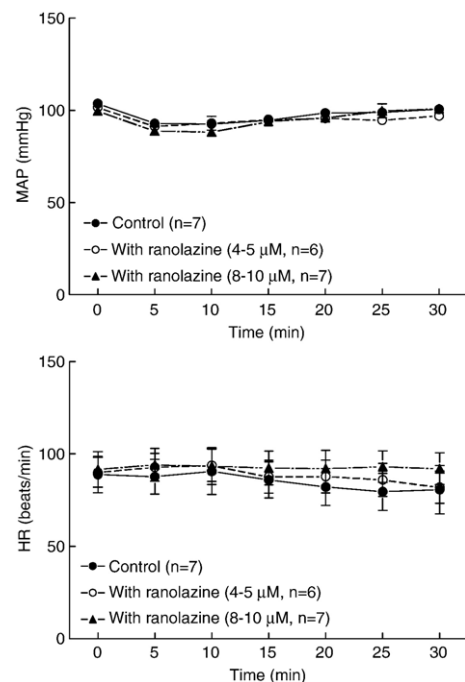 150
100
50
0
MAP (mmHg)
Control (n=7)
With ranolazine (4-5 μM, n=6)
With ranolazine (8-10 μM, n=7)
0 5 10 15 20 25 30
Time (min)
150
100
50
0
HR (beats/min)
Control (n=7)
With ranolazine (4-5 μM, n=6)
With ranolazine (8-10 μM, n=7)
0 5 10 15 20 25 30
Time (min)